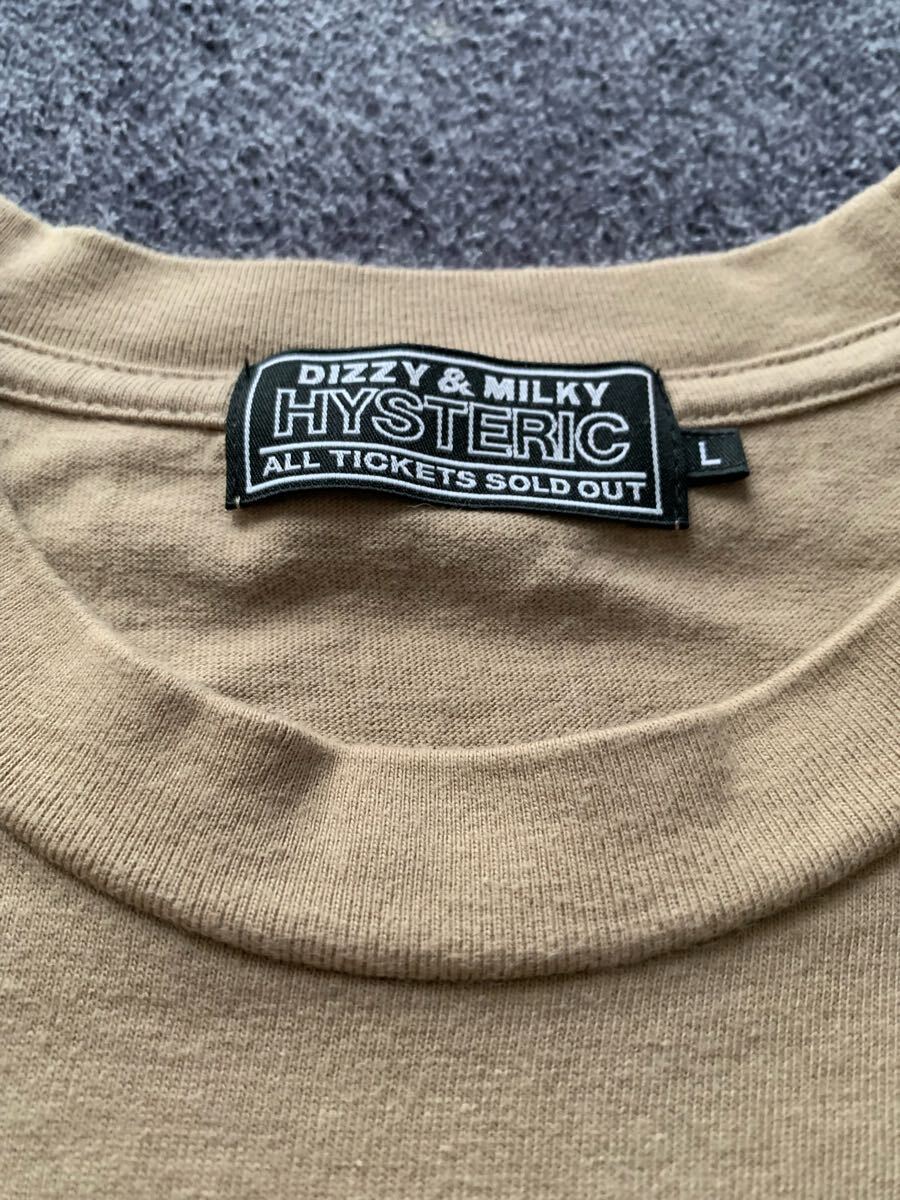 DIZZY & MILKY
HYSTERIC
ALL TICKETS SOLD OUT
L